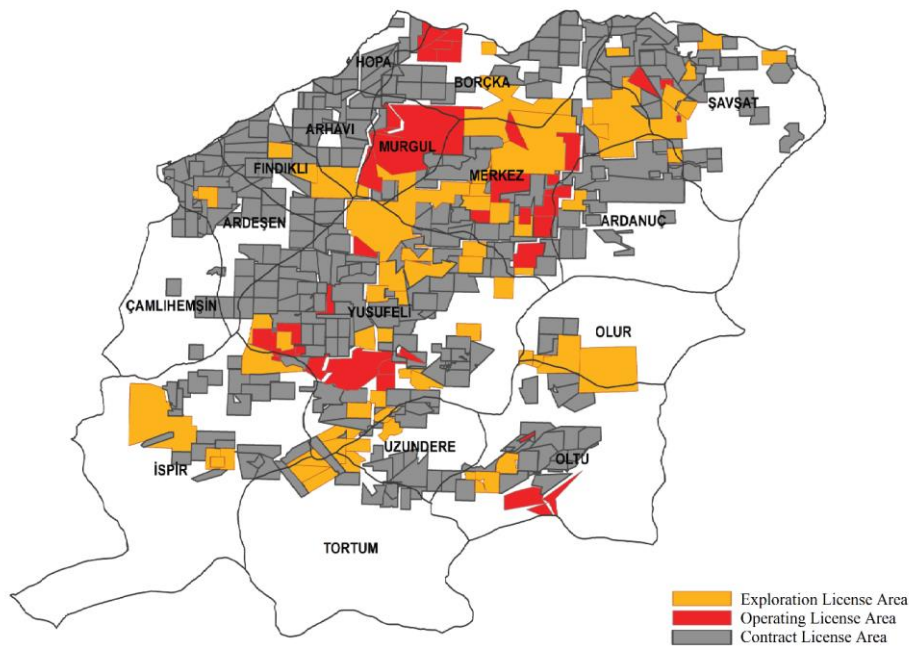 HOPA
BORÇKA
ŞAVŞAT
ARHAVİ
MURGUL
FINDIKLI
MERKEZ
ARDEŞEN
ARDANUÇ
ÇAMLIHEMŞİN
YUSUFELİ
OLUR
UZUNDERE
OLTU
İSPİR
TORTUM
Exploration License Area
Operating License Area
Contract License Area